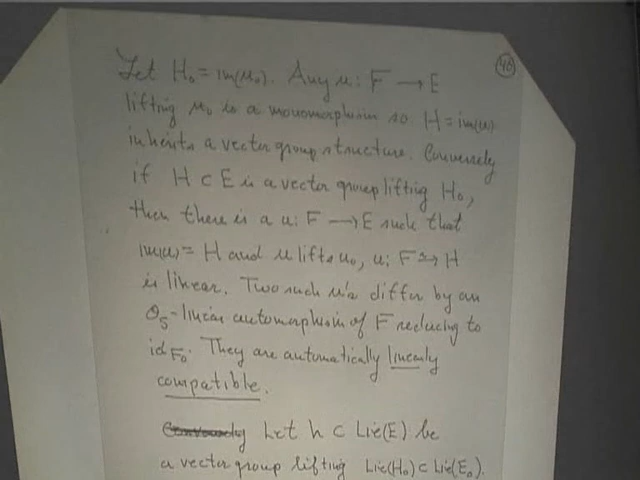 40
Let H₀ = im(u₀). Any u: F → E
lifting u₀ is a monomorphism so H = im(u)
inherits a vector group structure. Conversely
if H ⊂ E is a vector group lifting H₀,
then there is a u: F → E such that
im(u) = H and u lifts u₀, u: F ⥲ H
is linear. Two such u's differ by an
O_S-linear automorphism of F reducing to
id_F₀. They are automatically linearly
compatible.
Conversely Let h ⊂ Lie(E) be
a vector group lifting Lie(H₀) ⊂ Lie(E₀).